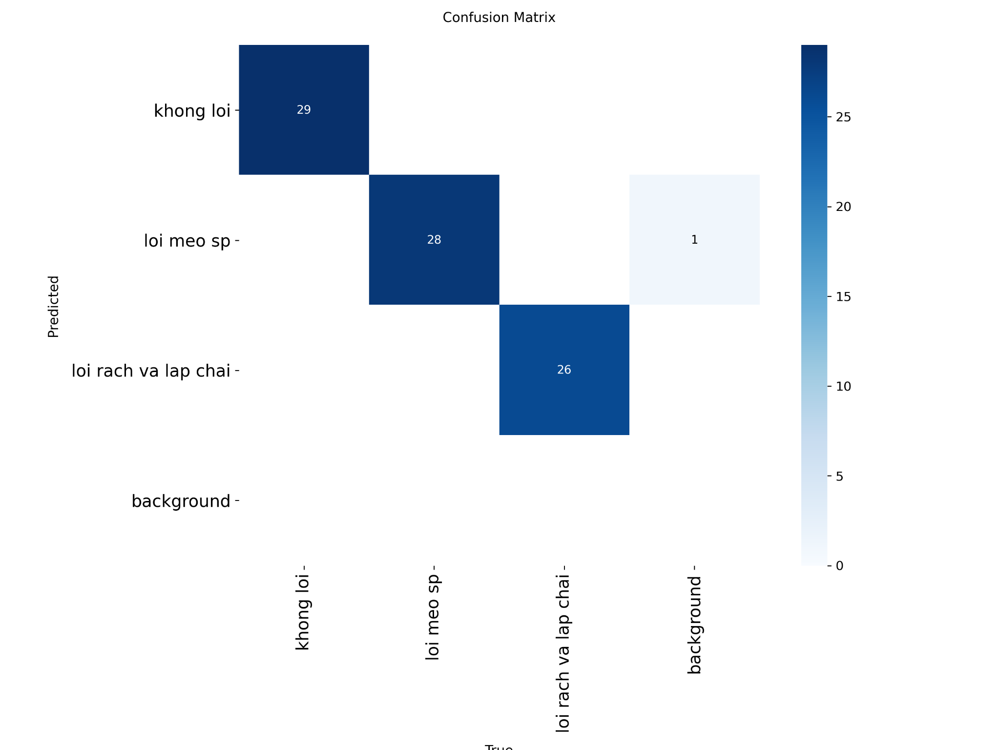 Confusion Matrix
khong loi
29
25
loi meo sp
28
1
20
15
Predicted
loi rach va lap chai
26
10
background
5
0
khong loi
loi meo sp
loi rach va lap chai
background
True